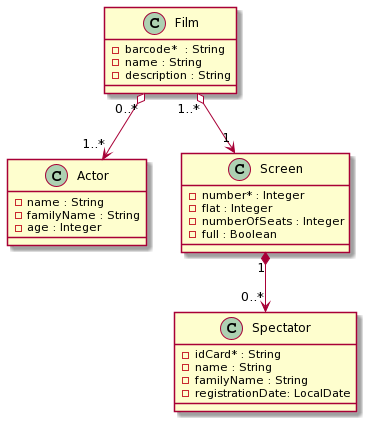 C Film
barcode* : String
name : String
description : String
0..* 1..*
1..* 1
C Actor
name : String
familyName : String
age : Integer
C Screen
number* : Integer
flat : Integer
numberOfSeats : Integer
full : Boolean
1
0..*
C Spectator
idCard* : String
name : String
familyName : String
registrationDate: LocalDate